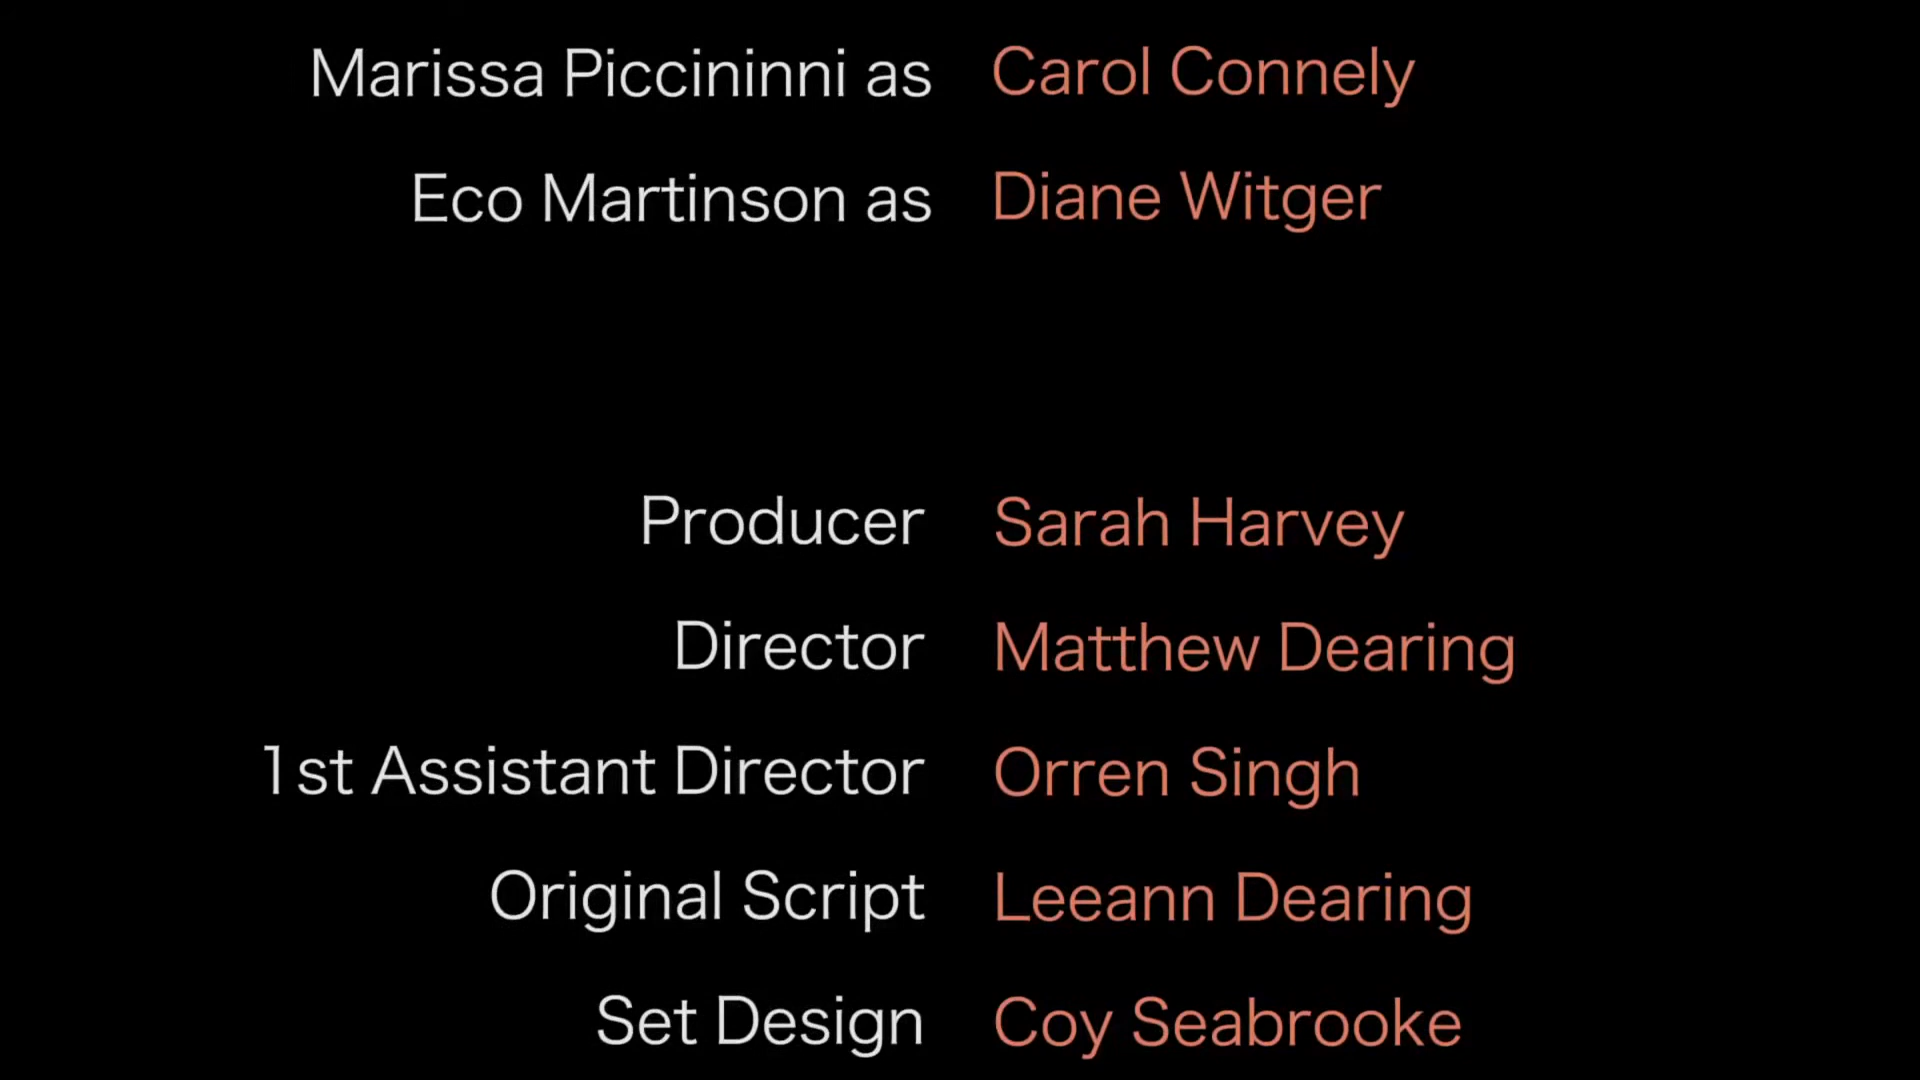 Marissa Piccininni as Carol Connely
Eco Martinson as Diane Witger
Producer Sarah Harvey
Director Matthew Dearing
1st Assistant Director Orren Singh
Original Script Leeann Dearing
Set Design Coy Seabrooke